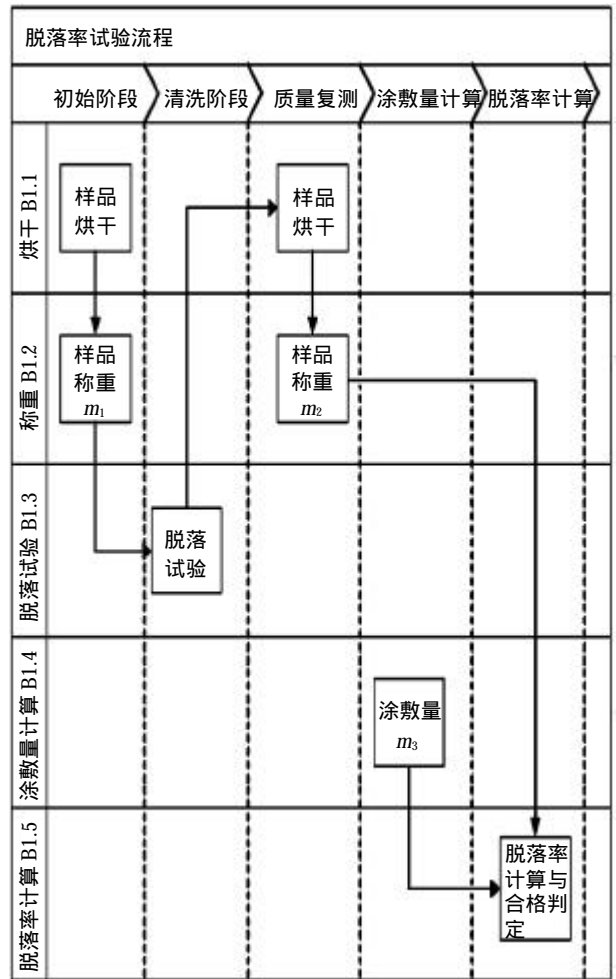 脱落率试验流程
初始阶段 清洗阶段 质量复测 涂敷量计算 脱落率计算
烘干 B1.1
样品
烘干
样品
烘干
称重 B1.2
样品
称重
m₁
样品
称重
m₂
脱落试验 B1.3
脱落
试验
涂敷量计算 B1.4
涂敷量
m₃
脱落率计算 B1.5
脱落率
计算与
合格判
定